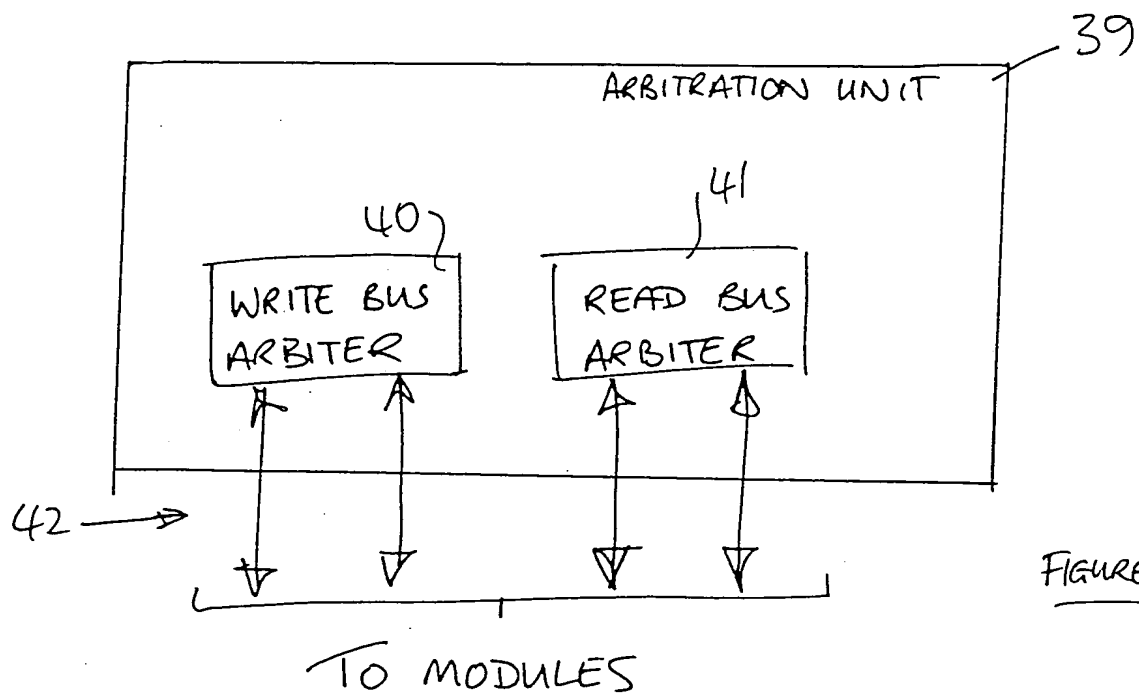 39
ARBITRATION UNIT
40
41
WRITE BUS
ARBITER
READ BUS
ARBITER
42
FIGURE
TO MODULES